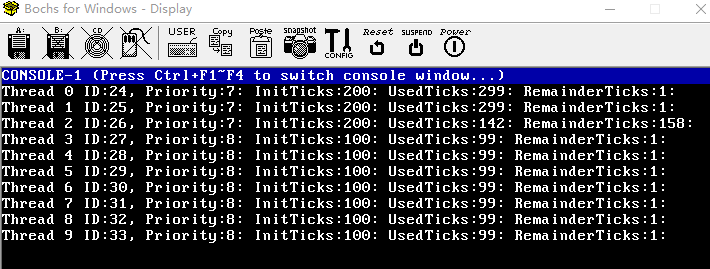 Bochs for Windows - Display
A: B: CD USER Copy Paste snapshot CONFIG Reset SUSPEND Power
CONSOLE-1 (Press Ctrl+F1~F4 to switch console window...)
Thread 0 ID:24, Priority:7: InitTicks:200: UsedTicks:299: RemainderTicks:1:
Thread 1 ID:25, Priority:7: InitTicks:200: UsedTicks:299: RemainderTicks:1:
Thread 2 ID:26, Priority:7: InitTicks:200: UsedTicks:142: RemainderTicks:158:
Thread 3 ID:27, Priority:8: InitTicks:100: UsedTicks:99: RemainderTicks:1:
Thread 4 ID:28, Priority:8: InitTicks:100: UsedTicks:99: RemainderTicks:1:
Thread 5 ID:29, Priority:8: InitTicks:100: UsedTicks:99: RemainderTicks:1:
Thread 6 ID:30, Priority:8: InitTicks:100: UsedTicks:99: RemainderTicks:1:
Thread 7 ID:31, Priority:8: InitTicks:100: UsedTicks:99: RemainderTicks:1:
Thread 8 ID:32, Priority:8: InitTicks:100: UsedTicks:99: RemainderTicks:1:
Thread 9 ID:33, Priority:8: InitTicks:100: UsedTicks:99: RemainderTicks:1: